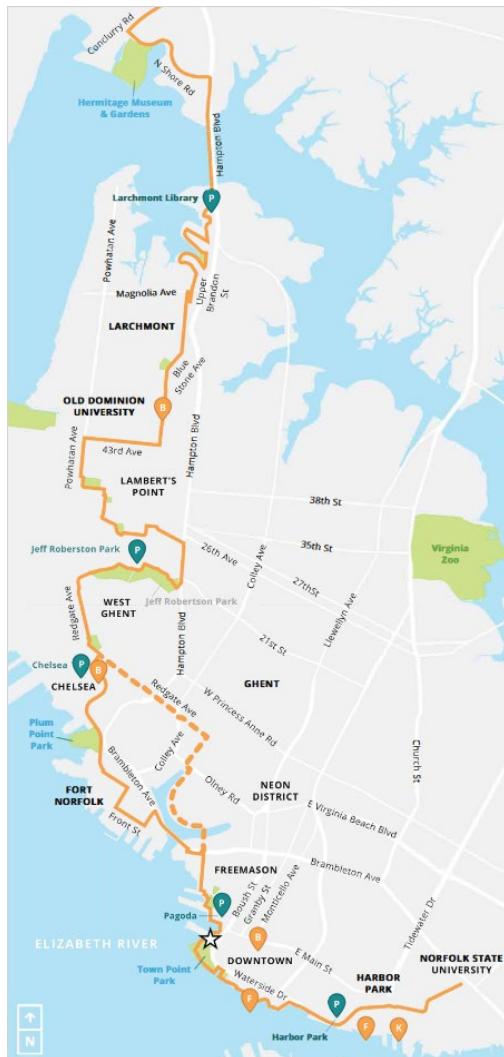 Conclurry Rd
N Shore Rd
Hermitage Museum
& Gardens
Hampton Blvd
Larchmont Library
P
Powhatan Ave
Magnolia Ave
Upper
Brandon
St
LARCHMONT
Blue
Stone Ave
OLD DOMINION
UNIVERSITY
B
Powhatan Ave
43rd Ave
Hampton Blvd
LAMBERT'S
POINT
38th St
35th St
26th Ave
Colley Ave
27thSt
Virginia
Zoo
P
Jeff Roberston Park
Jeff Robertson Park
WEST
GHENT
Redgate Ave
Hampton Blvd
21st St
Llewellyn Ave
Chelsea
P
B
CHELSEA
Redgate Ave
GHENT
W Princess Anne Rd
Church St
Plum
Point
Park
Colley Ave
Brambleton Ave
FORT
NORFOLK
Front St
Olney Rd
NEON
DISTRICT
E Virginia Beach Blvd
FREEMASON
Brambleton Ave
P
Pagoda
Boush St
Granby St
Monticello Ave
Tidewater Dr
ELIZABETH RIVER
B
DOWNTOWN
E Main St
Town Point
Park
Waterside Dr
HARBOR
PARK
NORFOLK STATE
UNIVERSITY
F
P
Harbor Park
F
K
N